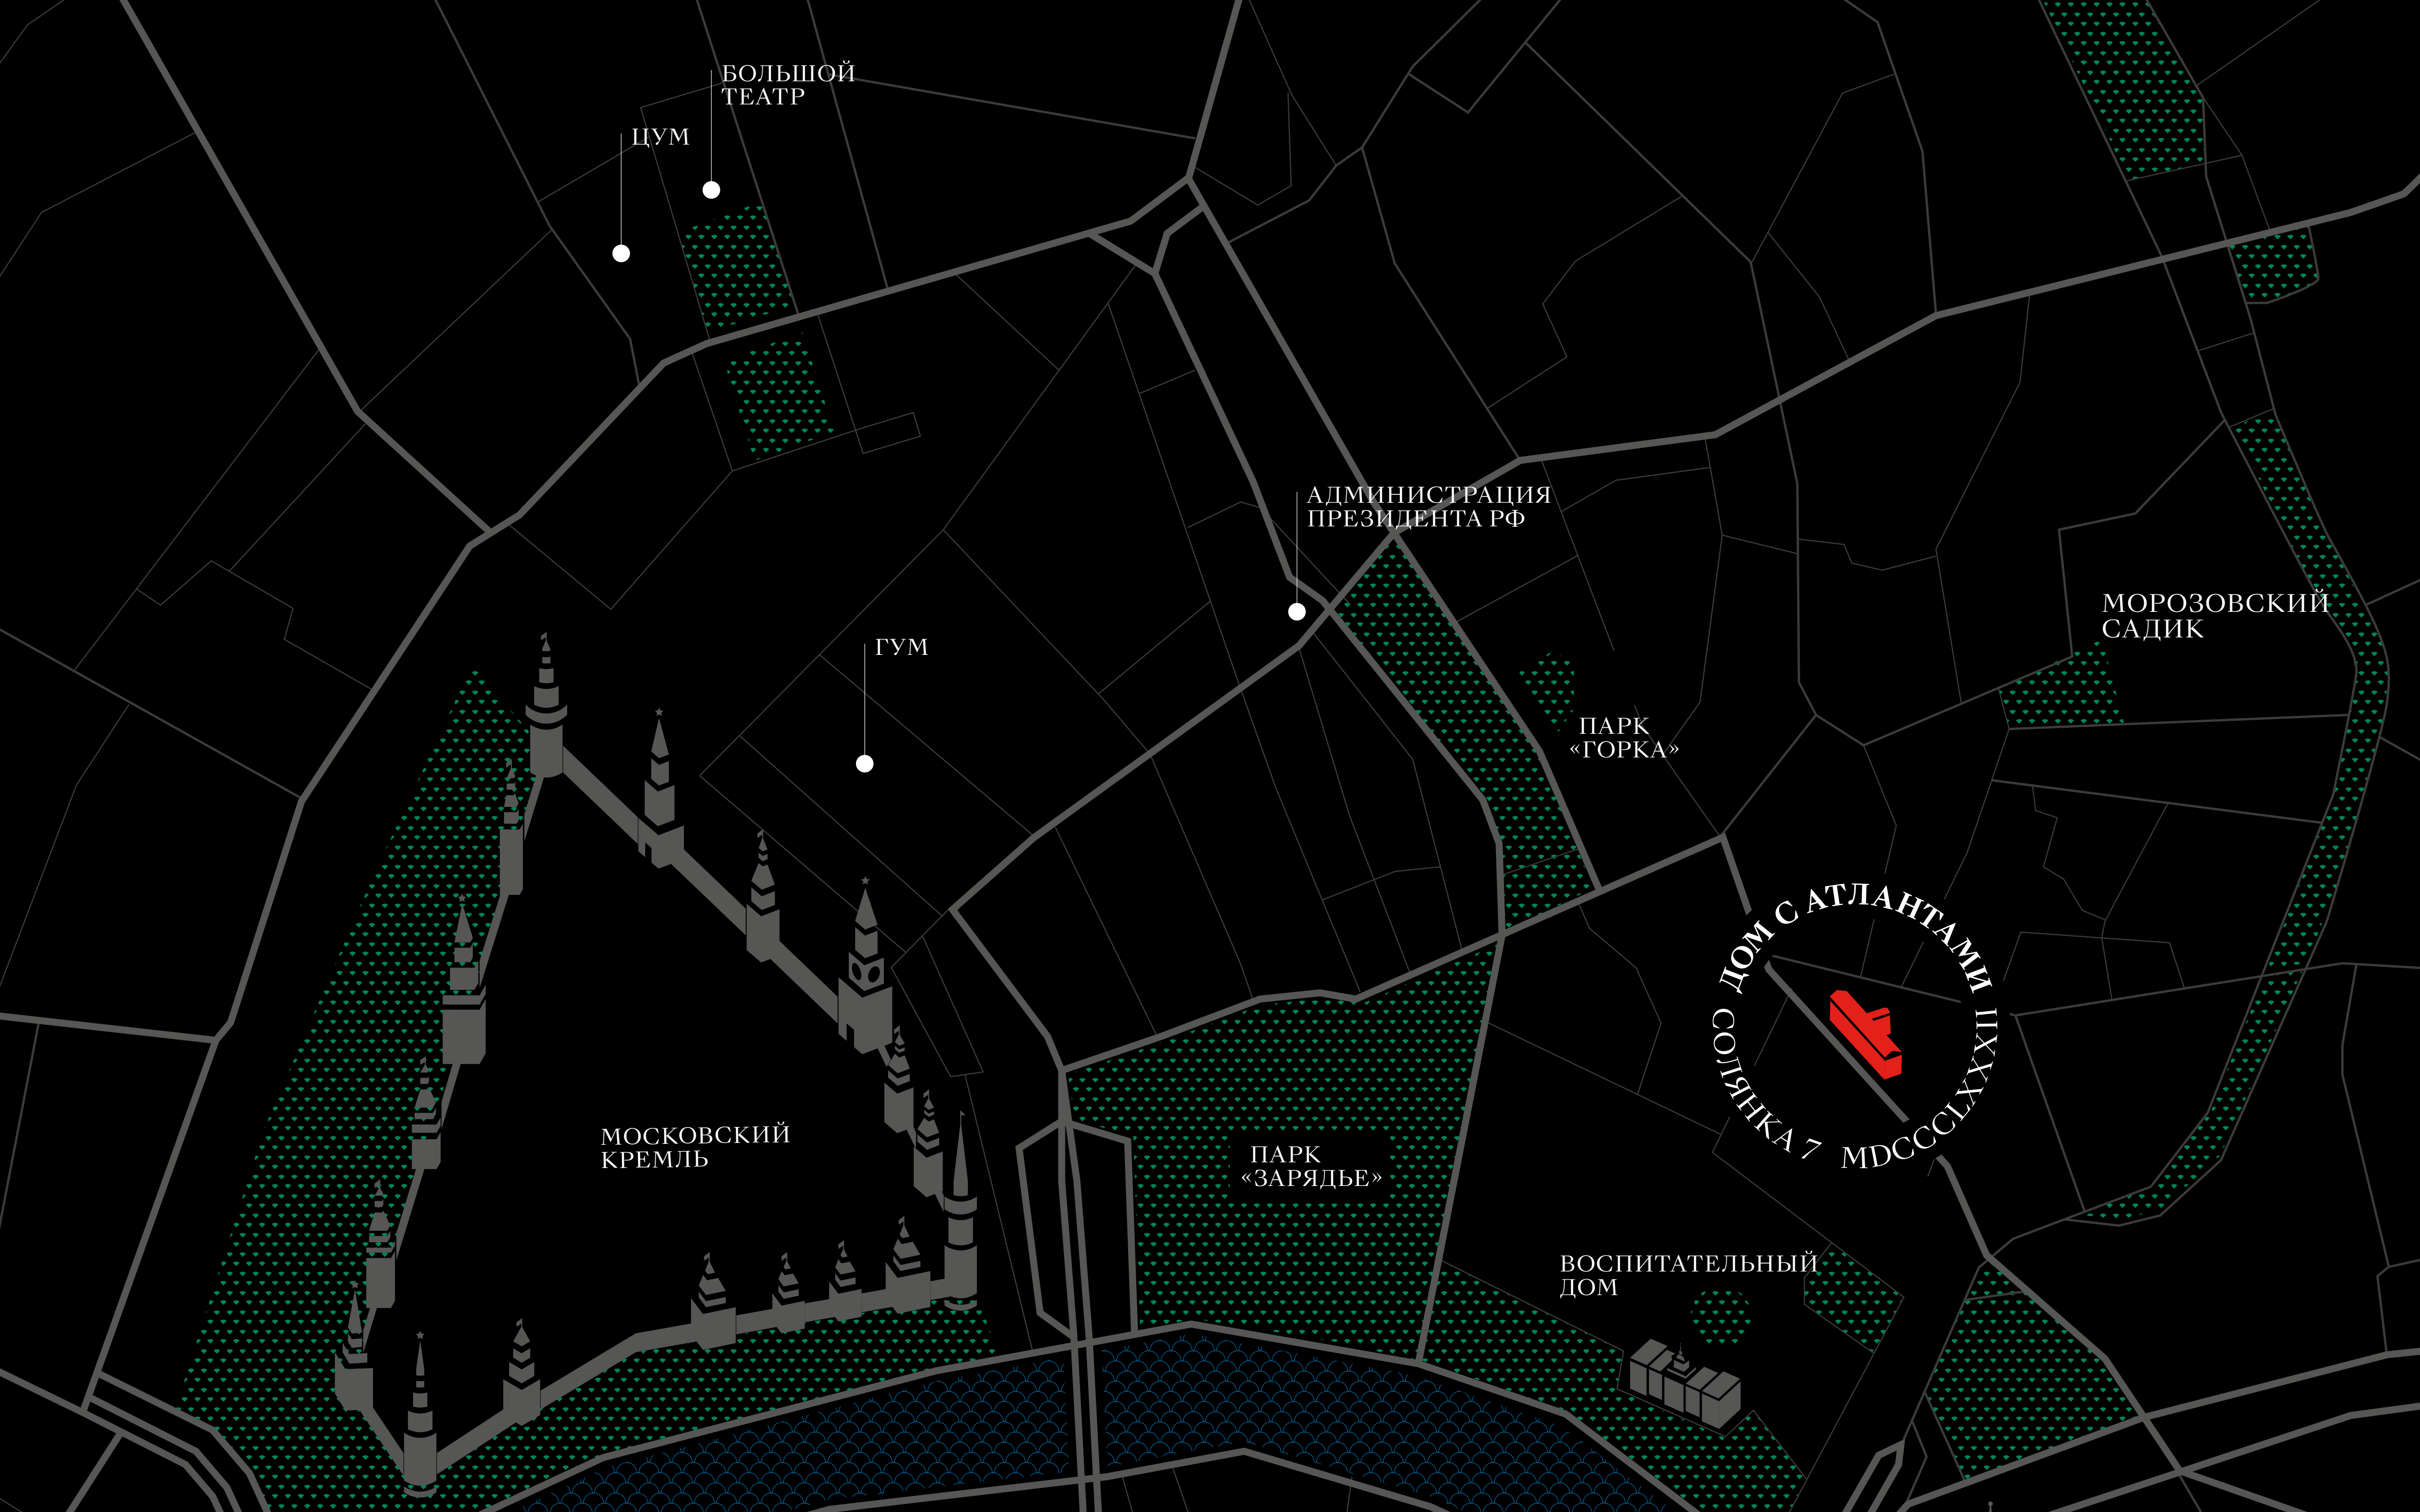 БОЛЬШОЙ
ТЕАТР
ЦУМ
АДМИНИСТРАЦИЯ
ПРЕЗИДЕНТА РФ
МОРОЗОВСКИЙ
САДИК
ГУМ
ПАРК
«ГОРКА»
ДОМ С АТЛАНТАМИ
СОЛЯНКА 7
MDCCCLXXXIII
МОСКОВСКИЙ
КРЕМЛЬ
ПАРК
«ЗАРЯДЬЕ»
ВОСПИТАТЕЛЬНЫЙ
ДОМ